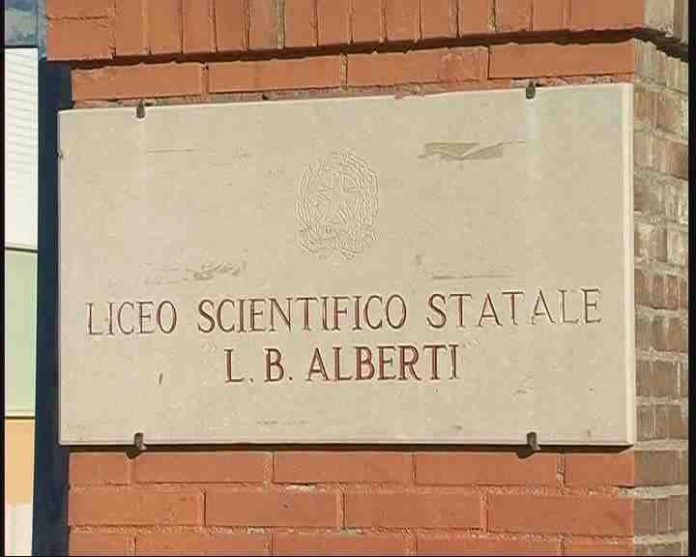 LICEO SCIENTIFICO STATALE
"L. B. ALBERTI"